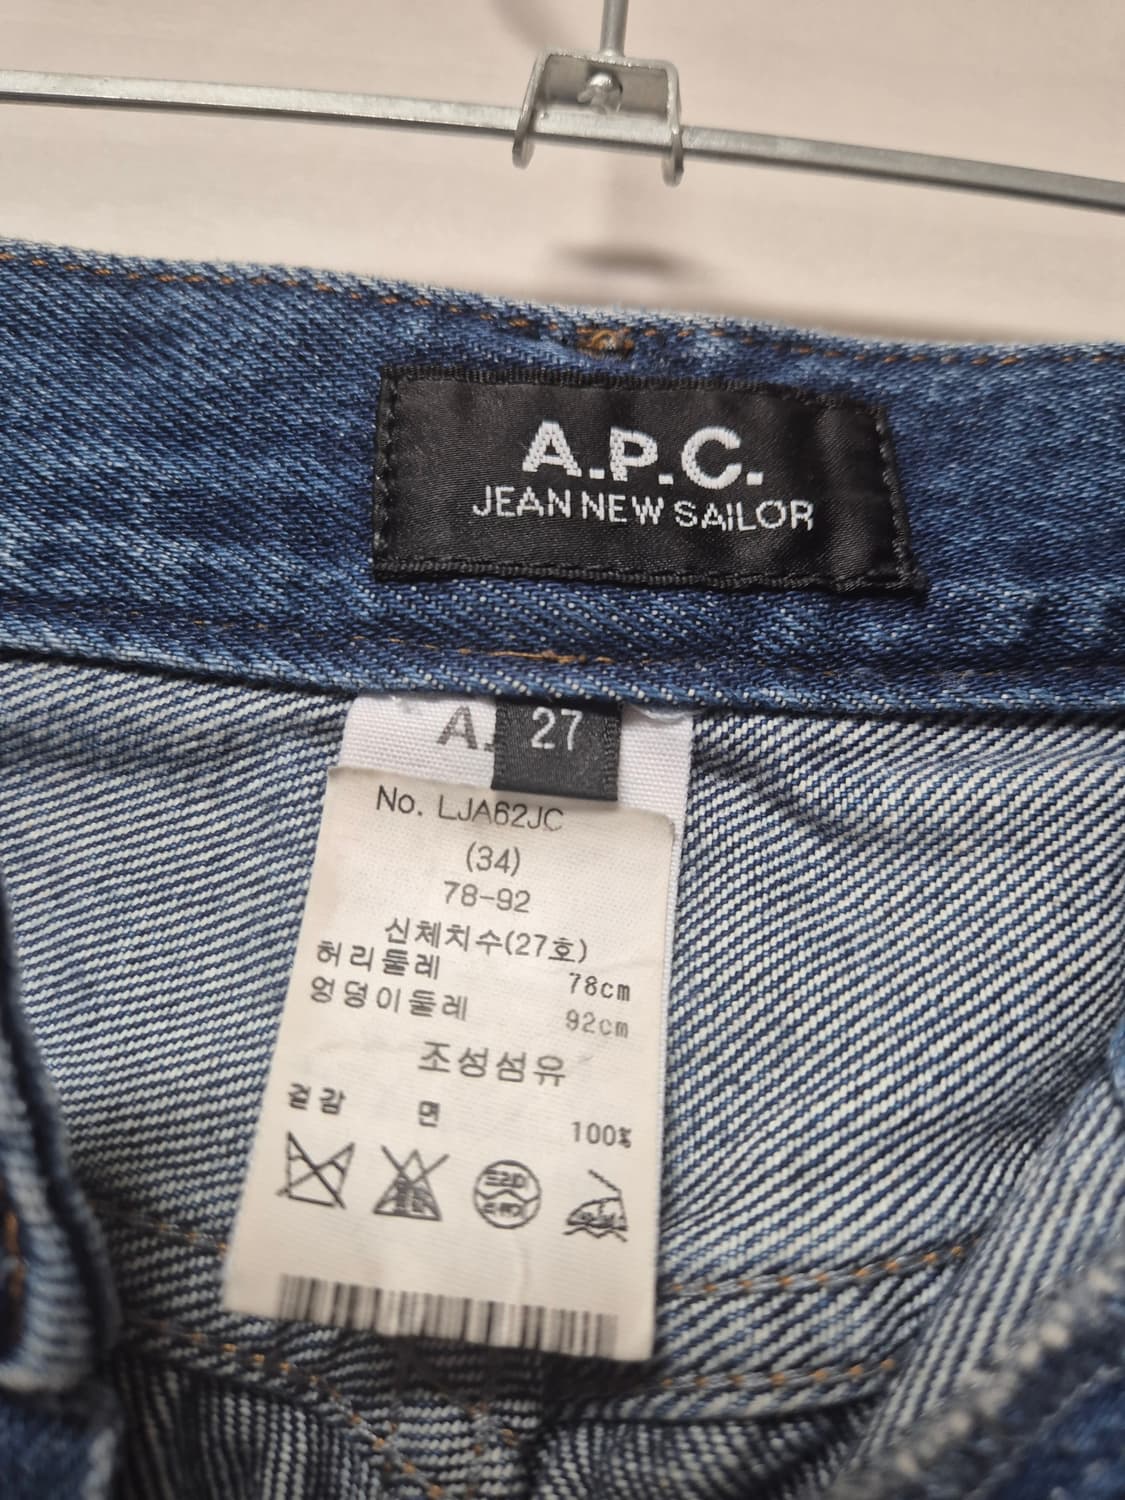 A.P.C.
JEAN NEW SAILOR
A.
27
No. LJA62JC
(34)
78-92
신체치수(27호)
허리둘레 78cm
엉덩이둘레 92cm
조성섬유
겉감 면 100%